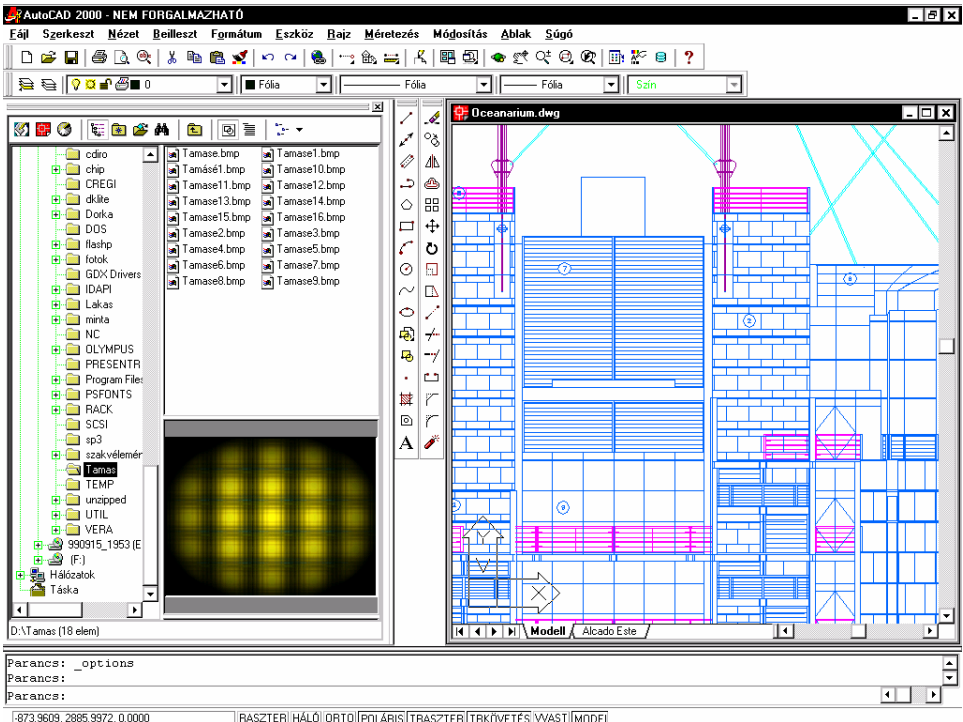 AutoCAD 2000 - NEM FORGALMAZHATÓ
Fájl Szerkeszt Nézet Beilleszt Formátum Eszköz Rajz Méretezés Módosítás Ablak Súgó
0 Fólia Fólia Fólia Szín
Oceanarium.dwg
cdiro
chip
CREGI
dklite
Dorka
DOS
flashp
fotok
GDX Drivers
IDAPI
Lakas
minta
NC
OLYMPUS
PRESENTR
Program Files
PSFONTS
RACK
SCSI
sp3
szakvélemér
Tamas
TEMP
unzipped
UTIL
VERA
990915_1953 (E
(F:)
Hálózatok
Táska
Tamase.bmp Tamase1.bmp
Tamásé1.bmp Tamase10.bmp
Tamase11.bmp Tamase12.bmp
Tamase13.bmp Tamase14.bmp
Tamase15.bmp Tamase16.bmp
Tamase2.bmp Tamase3.bmp
Tamase4.bmp Tamase5.bmp
Tamase6.bmp Tamase7.bmp
Tamase8.bmp Tamase9.bmp
D:\Tamas (18 elem)
A
7
2
Y
X
Modell Alcado Este
Parancs: _options
Parancs:
Parancs:
-873.9609, 2885.9972, 0.0000 RASZTER HÁLÓ ORTO POLÁRIS TRASZTER TRKÖVETÉS VVAST MODEL